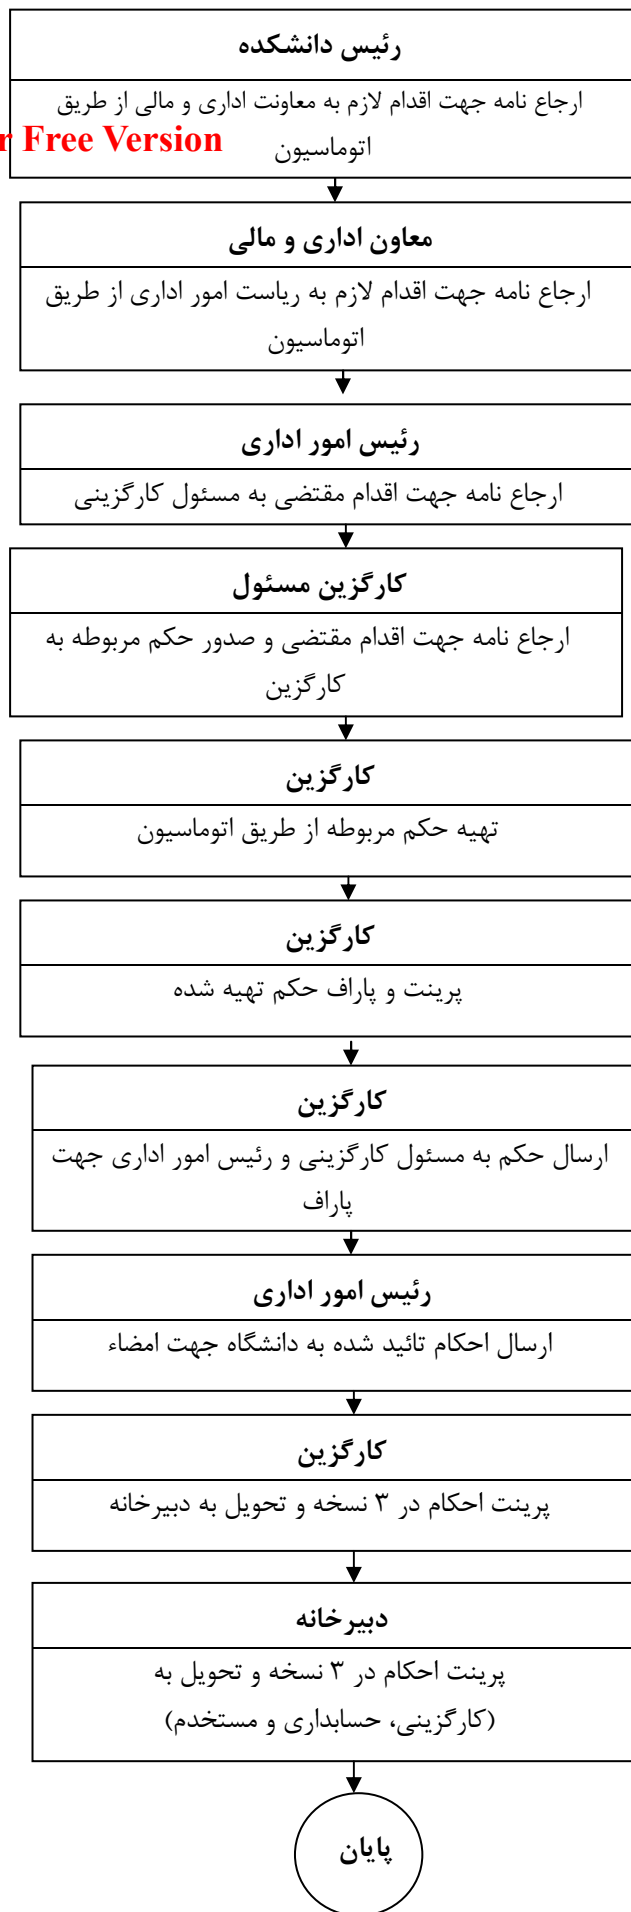 رئیس دانشکده
ارجاع نامه جهت اقدام لازم به معاونت اداری و مالی از طریق
اتوماسیون
Free Version
معاون اداری و مالی
ارجاع نامه جهت اقدام لازم به ریاست امور اداری از طریق
اتوماسیون
رئیس امور اداری
ارجاع نامه جهت اقدام مقتضی به مسئول کارگزینی
کارگزین مسئول
ارجاع نامه جهت اقدام مقتضی و صدور حکم مربوطه به
کارگزین
کارگزین
تهیه حکم مربوطه از طریق اتوماسیون
کارگزین
پرینت و پاراف حکم تهیه شده
کارگزین
ارسال حکم به مسئول کارگزینی و رئیس امور اداری جهت
پاراف
رئیس امور اداری
ارسال احکام تائید شده به دانشگاه جهت امضاء
کارگزین
پرینت احکام در ۳ نسخه و تحویل به دبیرخانه
دبیرخانه
پرینت احکام در ۳ نسخه و تحویل به
(کارگزینی، حسابداری و مستخدم)
پایان